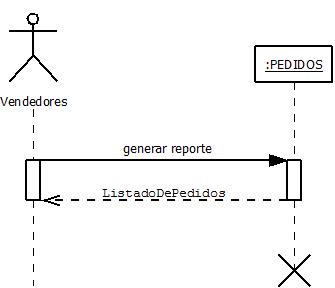 :PEDIDOS
Vendedores
generar reporte
ListadoDePedidos